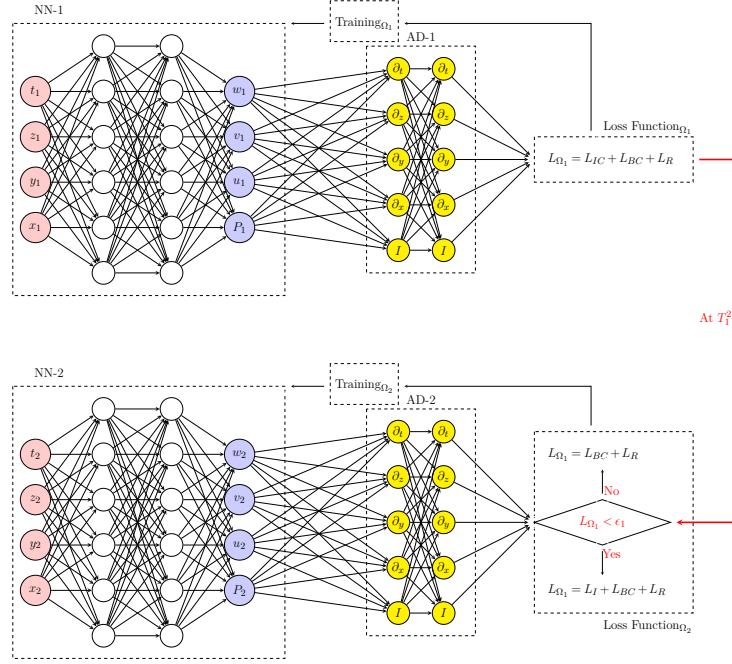 NN-1
Training_{Ω_1}
AD-1
t_1
z_1
y_1
x_1
w_1
v_1
u_1
P_1
∂_t
∂_z
∂_y
∂_x
I
∂_t
∂_z
∂_y
∂_x
I
Loss Function_{Ω_1}
L_{Ω_1} = L_{IC} + L_{BC} + L_R
At T_1^2
NN-2
Training_{Ω_2}
AD-2
t_2
z_2
y_2
x_2
w_2
v_2
u_2
P_2
∂_t
∂_z
∂_y
∂_x
I
∂_t
∂_z
∂_y
∂_x
I
L_{Ω_1} = L_{BC} + L_R
No
L_{Ω_1} < ϵ_1
Yes
L_{Ω_1} = L_I + L_{BC} + L_R
Loss Function_{Ω_2}